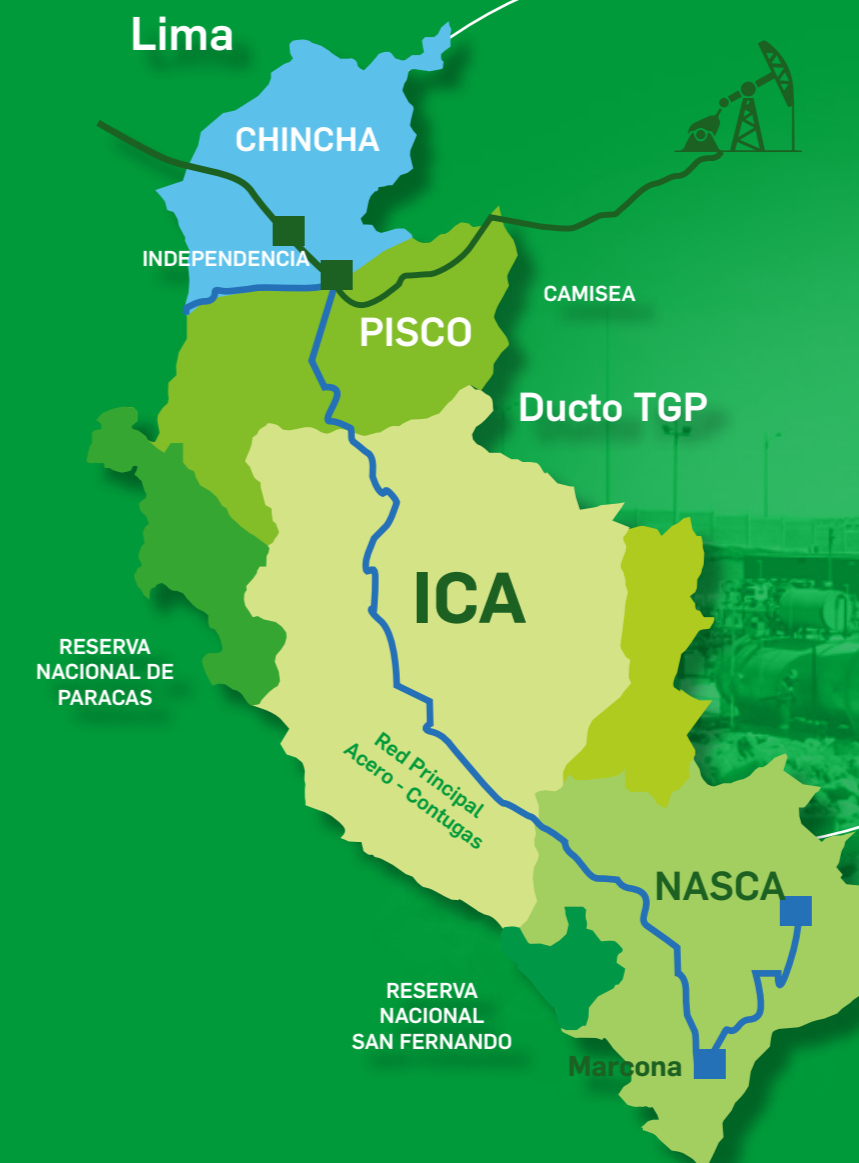 Lima
CHINCHA
INDEPENDENCIA
CAMISEA
PISCO
Ducto TGP
ICA
RESERVA
NACIONAL DE
PARACAS
Red Principal
Acero - Contugas
NASCA
RESERVA
NACIONAL
SAN FERNANDO
Marcona